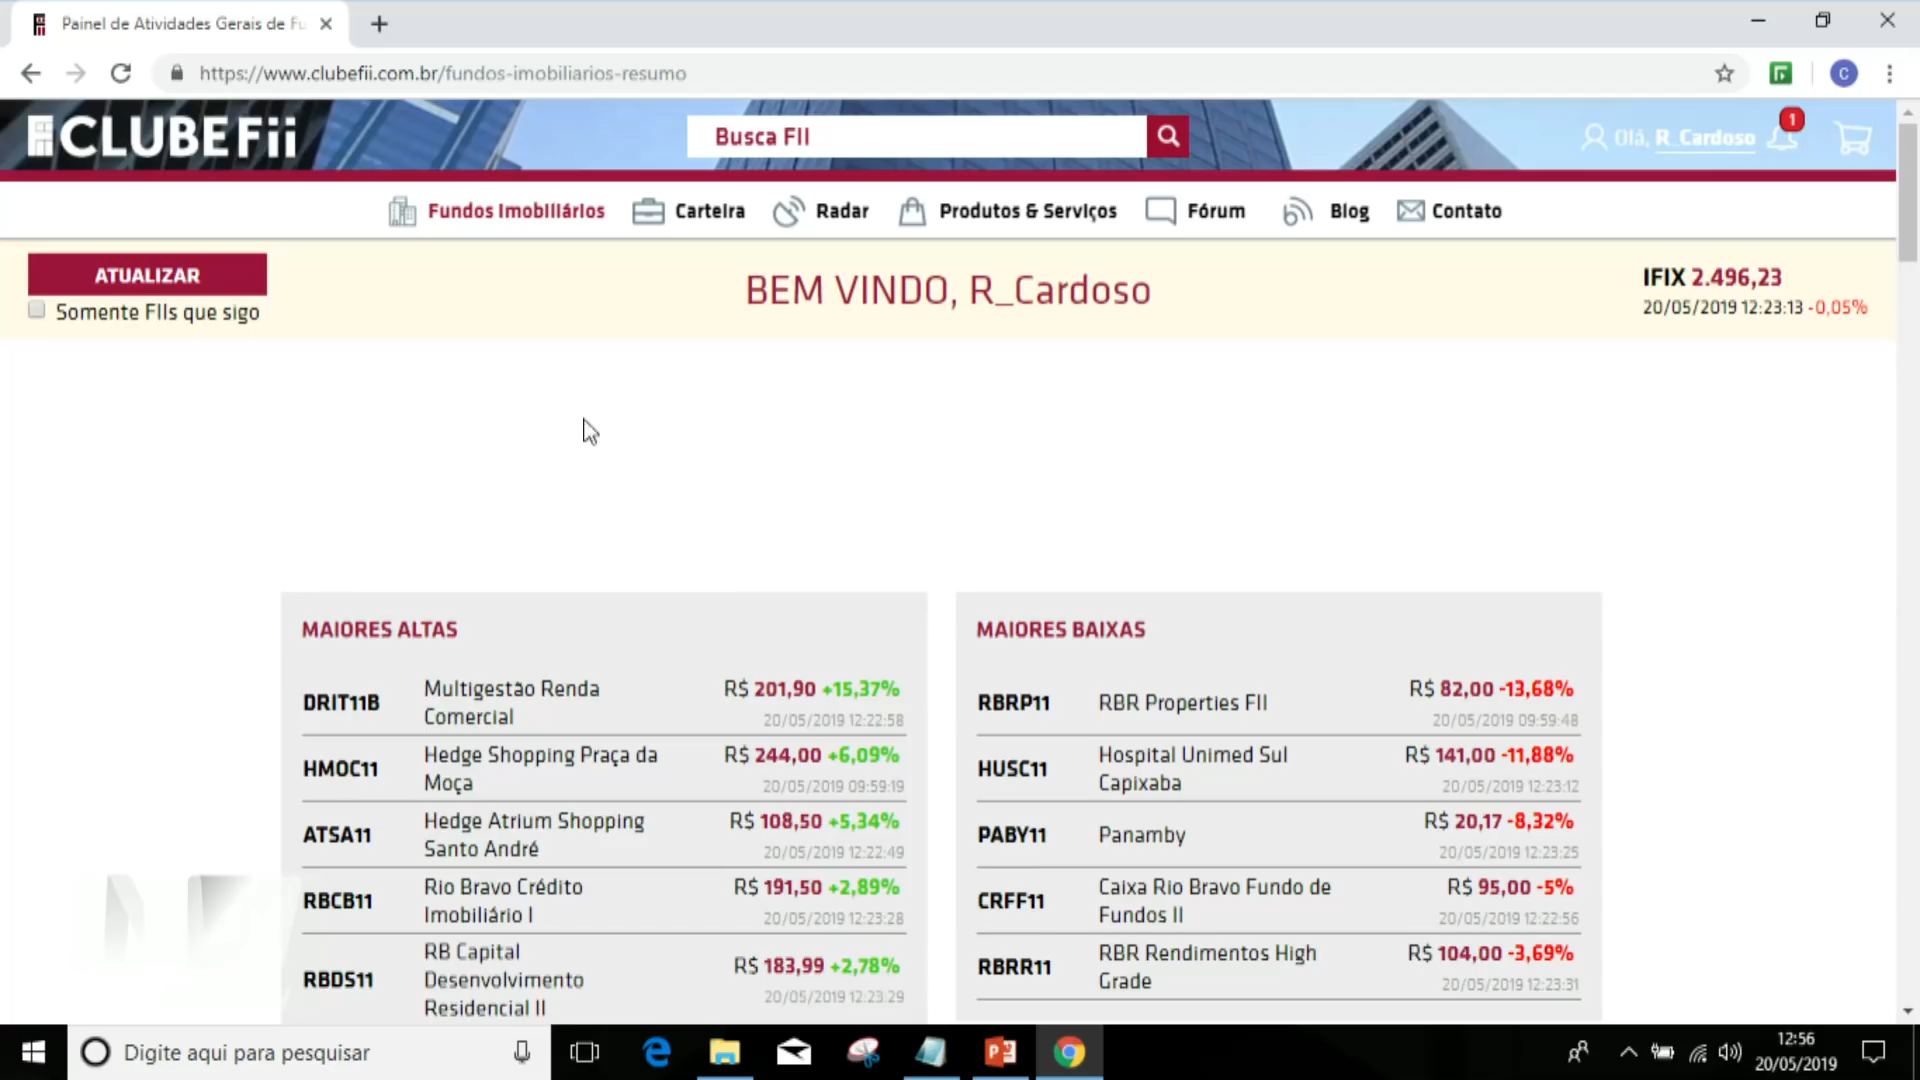 Painel de Atividades Gerais de Fu
https://www.clubefii.com.br/fundos-imobiliarios-resumo
C
CLUBE Fii
Busca FII
Olá, R_Cardoso
1
Fundos Imobiliários
Carteira
Radar
Produtos & Serviços
Fórum
Blog
Contato
ATUALIZAR
Somente FIIs que sigo
BEM VINDO, R_Cardoso
IFIX 2.496,23
20/05/2019 12:23:13 -0,05%
MAIORES ALTAS
DRIT11B Multigestão Renda Comercial R$ 201,90 +15,37%
20/05/2019 12:22:58
HMOC11 Hedge Shopping Praça da Moça R$ 244,00 +6,09%
20/05/2019 09:59:19
ATSA11 Hedge Atrium Shopping Santo André R$ 108,50 +5,34%
20/05/2019 12:22:49
RBCB11 Rio Bravo Crédito Imobiliário I R$ 191,50 +2,89%
20/05/2019 12:23:28
RBDS11 RB Capital Desenvolvimento Residencial II R$ 183,99 +2,78%
20/05/2019 12:23:29
MAIORES BAIXAS
RBRP11 RBR Properties FII R$ 82,00 -13,68%
20/05/2019 09:59:48
HUSC11 Hospital Unimed Sul Capixaba R$ 141,00 -11,88%
20/05/2019 12:23:12
PABY11 Panamby R$ 20,17 -8,32%
20/05/2019 12:23:25
CRFF11 Caixa Rio Bravo Fundo de Fundos II R$ 95,00 -5%
20/05/2019 12:22:56
RBRR11 RBR Rendimentos High Grade R$ 104,00 -3,69%
20/05/2019 12:23:31
Digite aqui para pesquisar
12:56
20/05/2019